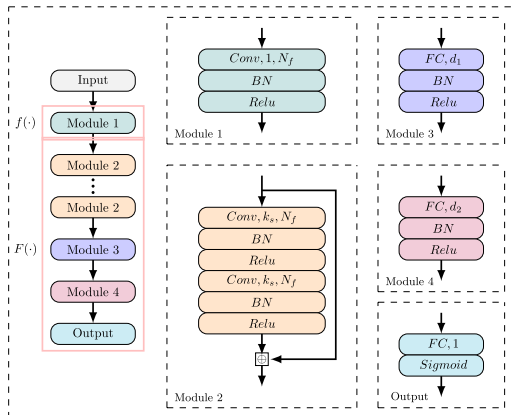 Input
f(·)
Module 1
Module 2
Module 2
F(·)
Module 3
Module 4
Output
Conv, 1, N_f
BN
Relu
Module 1
Conv, k_s, N_f
BN
Relu
Conv, k_s, N_f
BN
Relu
Module 2
FC, d_1
BN
Relu
Module 3
FC, d_2
BN
Relu
Module 4
FC, 1
Sigmoid
Output